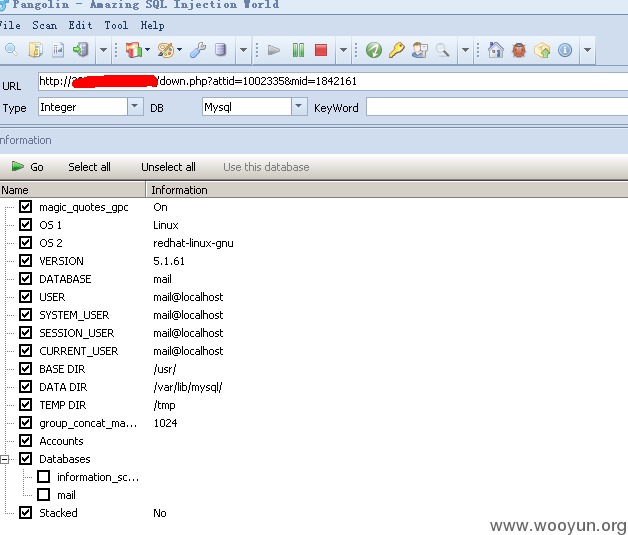 Pangolin - Amazing SQL Injection World
File Scan Edit Tool Help
URL http:// /down.php?attid=1002335&mid=1842161
Type Integer DB Mysql KeyWord
nformation
Go Select all Unselect all Use this database
Name Information
magic_quotes_gpc On
OS 1 Linux
OS 2 redhat-linux-gnu
VERSION 5.1.61
DATABASE mail
USER mail@localhost
SYSTEM_USER mail@localhost
SESSION_USER mail@localhost
CURRENT_USER mail@localhost
BASE DIR /usr/
DATA DIR /var/lib/mysql/
TEMP DIR /tmp
group_concat_ma... 1024
Accounts
Databases
information_sc...
mail
Stacked No
www.wooyun.org